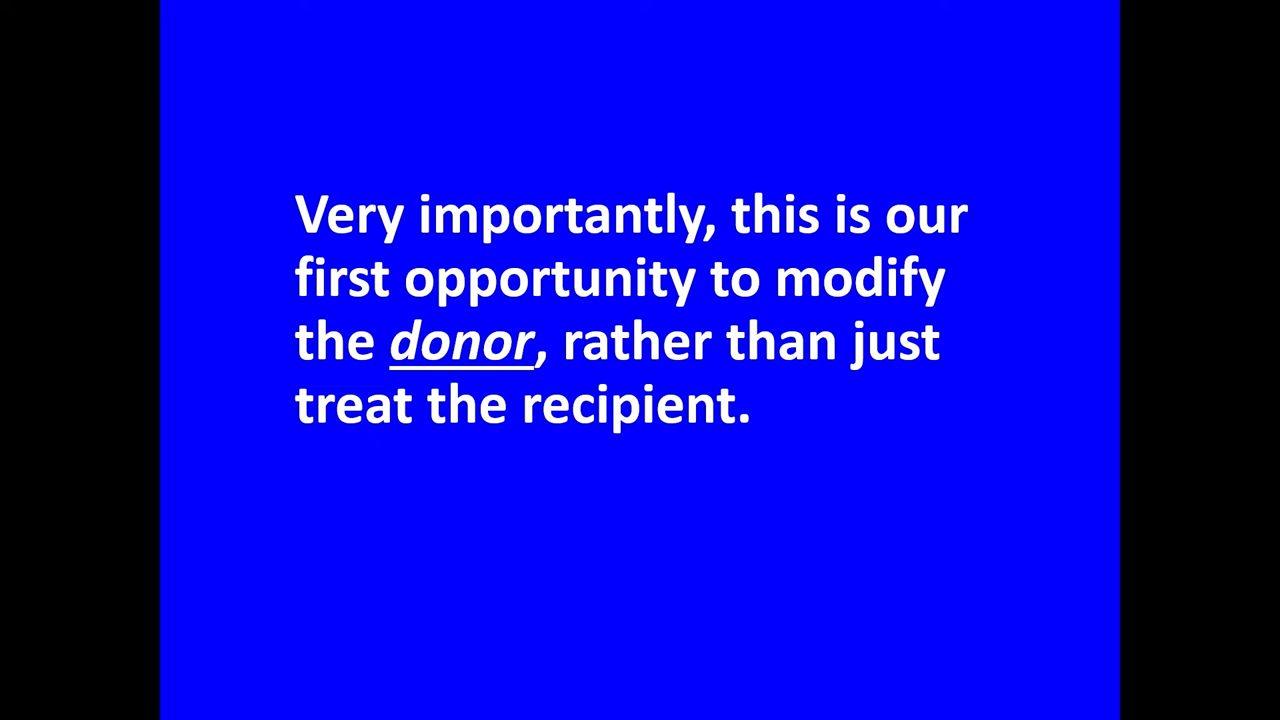 Very importantly, this is our
first opportunity to modify
the donor, rather than just
treat the recipient.